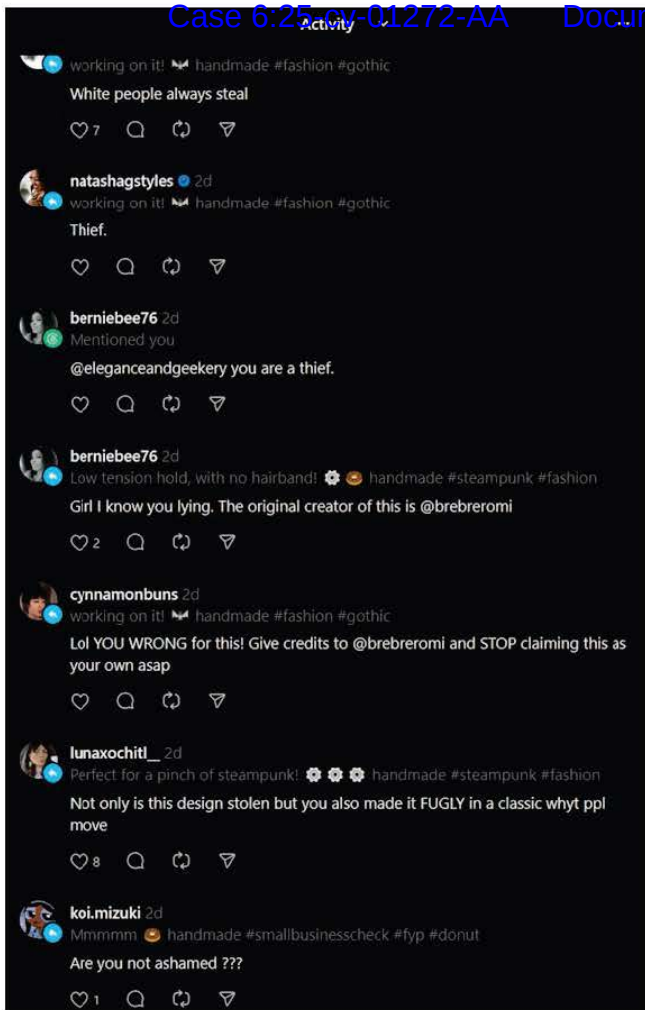 Case 6:25-cv-01272-AA Docum
Activity
working on it! handmade #fashion #gothic
White people always steal
7
natashagstyles 2d
working on it! handmade #fashion #gothic
Thief.
berniebee76 2d
Mentioned you
@eleganceandgeekery you are a thief.
berniebee76 2d
Low tension hold, with no hairband! ⚙️ 🍩 handmade #steampunk #fashion
Girl I know you lying. The original creator of this is @brebreromi
2
cynnamonbuns 2d
working on it! handmade #fashion #gothic
Lol YOU WRONG for this! Give credits to @brebreromi and STOP claiming this as
your own asap
lunaxochitl__ 2d
Perfect for a pinch of steampunk! ⚙️ ⚙️ ⚙️ handmade #steampunk #fashion
Not only is this design stolen but you also made it FUGLY in a classic whyt ppl
move
8
koi.mizuki 2d
Mmmmm 🍩 handmade #smallbusinesscheck #fyp #donut
Are you not ashamed ???
1